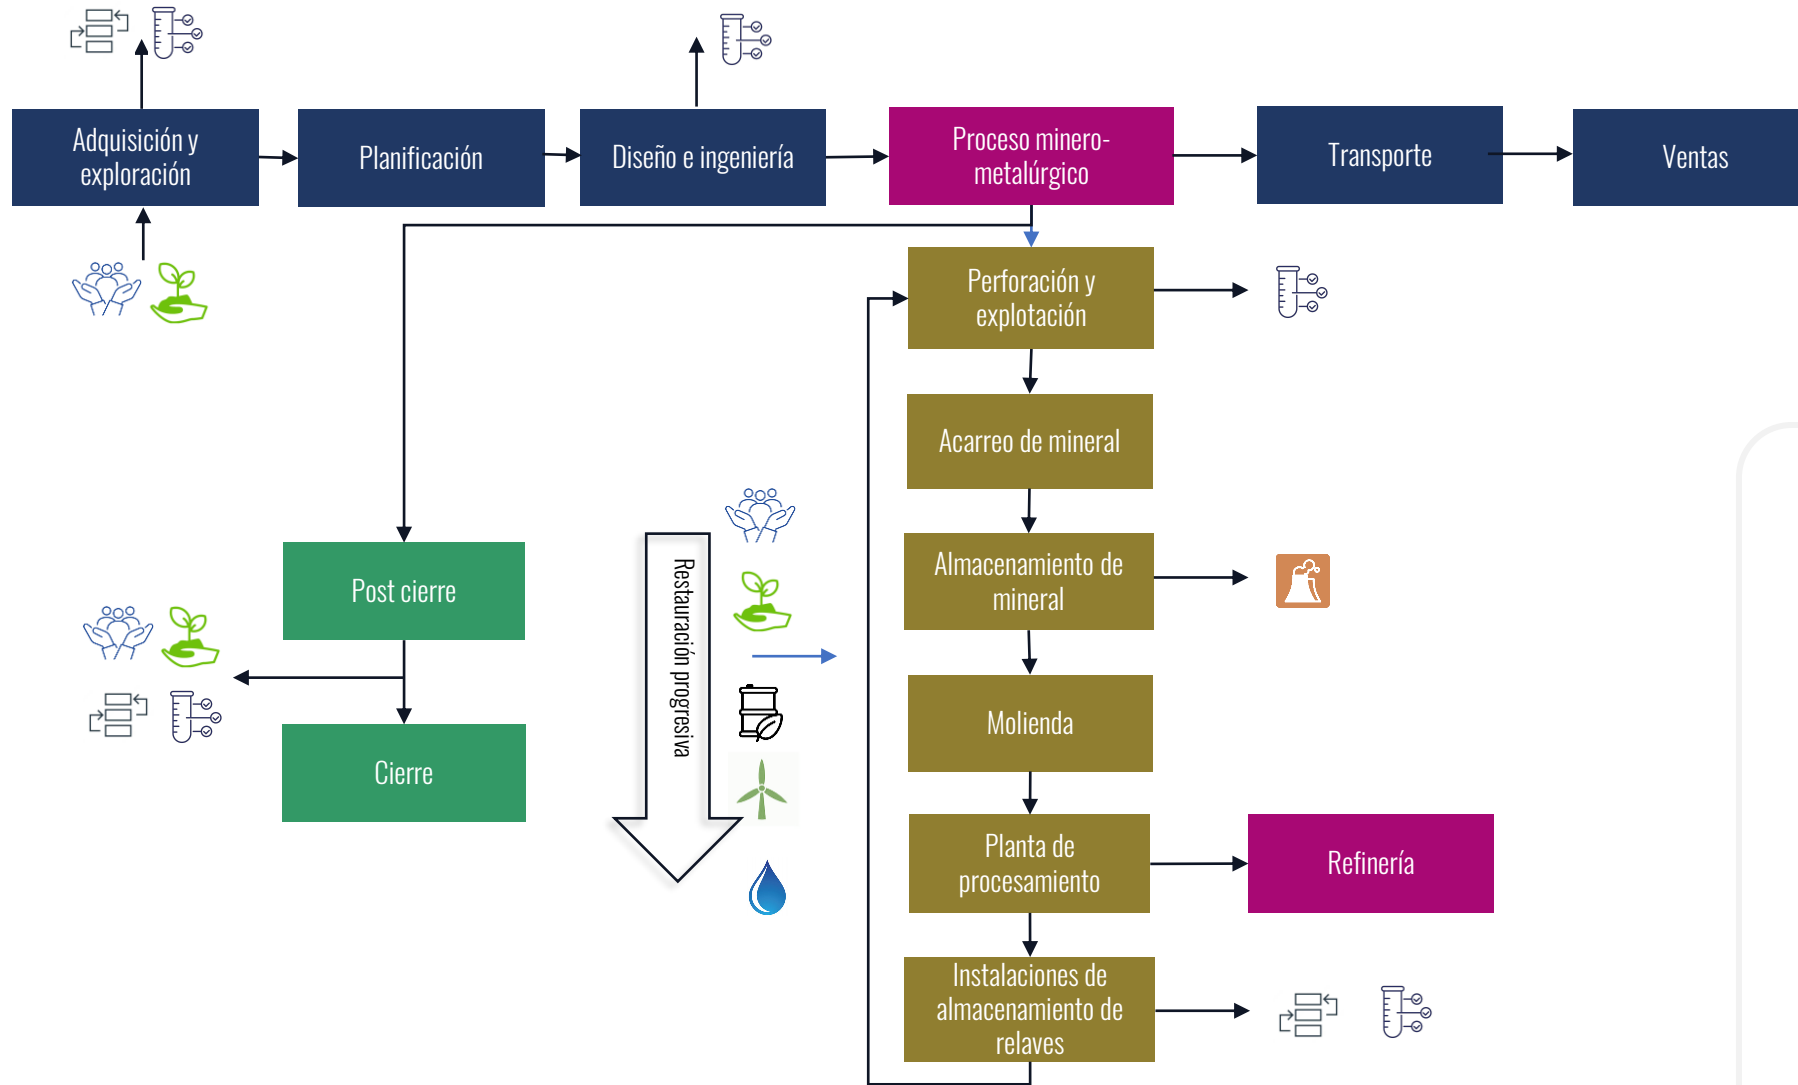 Adquisición y
exploración
Planificación
Diseño e ingeniería
Proceso minero-
metalúrgico
Transporte
Ventas
Perforación y
explotación
Acarreo de mineral
Almacenamiento de
mineral
Molienda
Planta de
procesamiento
Refinería
Instalaciones de
almacenamiento de
relaves
Post cierre
Cierre
Restauración progresiva